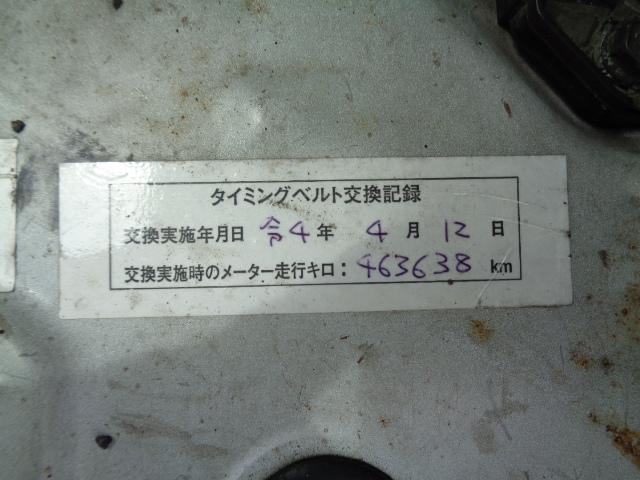 タイミングベルト交換記録
交換実施年月日 令4年 4月 12日
交換実施時のメーター走行キロ：463638 km